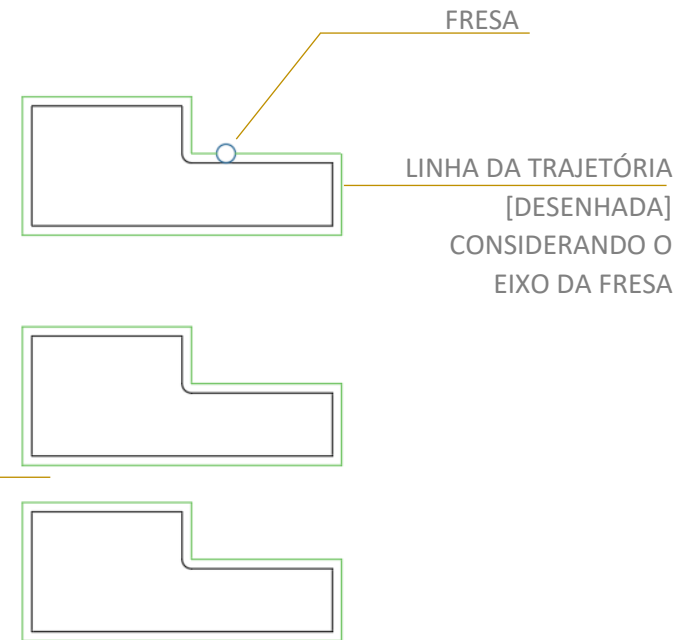 FRESA
LINHA DA TRAJETÓRIA
[DESENHADA]
CONSIDERANDO O
EIXO DA FRESA